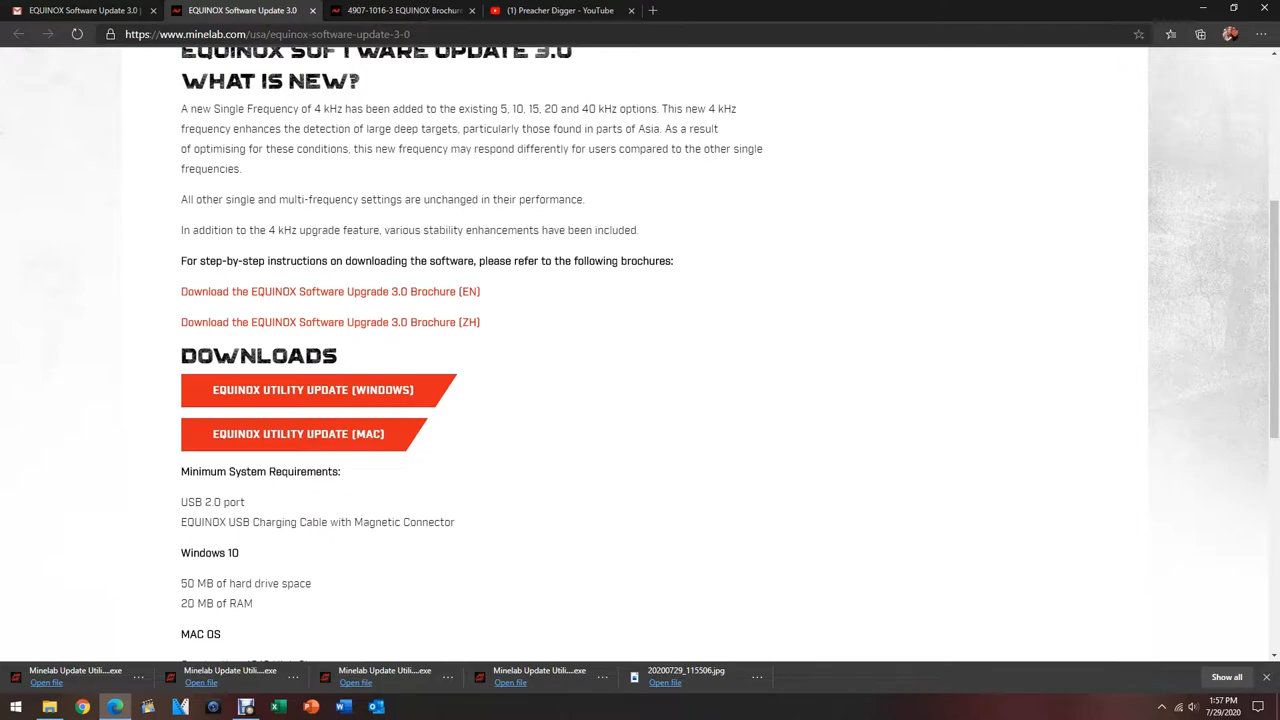 EQUINOX Software Update 3.0
EQUINOX Software Update 3.0
4907-1016-3 EQUINOX Brochure
(1) Preacher Digger - YouTube
https://www.minelab.com/usa/equinox-software-update-3-0
EQUINOX SOFTWARE UPDATE 3.0
WHAT IS NEW?
A new Single Frequency of 4 kHz has been added to the existing 5, 10, 15, 20 and 40 kHz options. This new 4 kHz
frequency enhances the detection of large deep targets, particularly those found in parts of Asia. As a result
of optimising for these conditions, this new frequency may respond differently for users compared to the other single
frequencies.
All other single and multi-frequency settings are unchanged in their performance.
In addition to the 4 kHz upgrade feature, various stability enhancements have been included.
For step-by-step instructions on downloading the software, please refer to the following brochures:
Download the EQUINOX Software Upgrade 3.0 Brochure (EN)
Download the EQUINOX Software Upgrade 3.0 Brochure (ZH)
DOWNLOADS
EQUINOX UTILITY UPDATE (WINDOWS)
EQUINOX UTILITY UPDATE (MAC)
Minimum System Requirements:
USB 2.0 port
EQUINOX USB Charging Cable with Magnetic Connector
Windows 10
50 MB of hard drive space
20 MB of RAM
MAC OS
Minelab Update Utili....exe
Open file
Minelab Update Utili....exe
Open file
Minelab Update Utili....exe
Open file
Minelab Update Utili....exe
Open file
20200729_115506.jpg
Open file
Show all
1:57 PM
7/29/2020